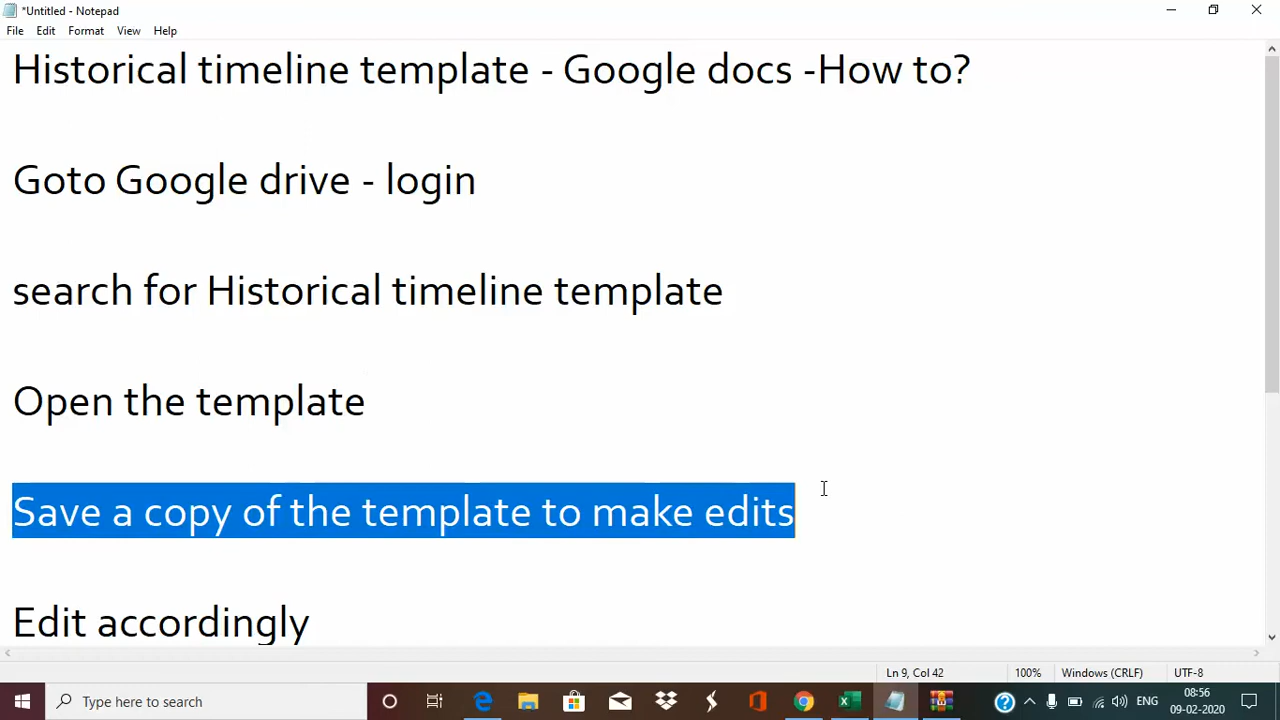 *Untitled - Notepad
File Edit Format View Help
Historical timeline template - Google docs -How to?
Goto Google drive - login
search for Historical timeline template
Open the template
Save a copy of the template to make edits
Edit accordingly
Ln 9, Col 42 100% Windows (CRLF) UTF-8
Type here to search
ENG
08:56
09-02-2020